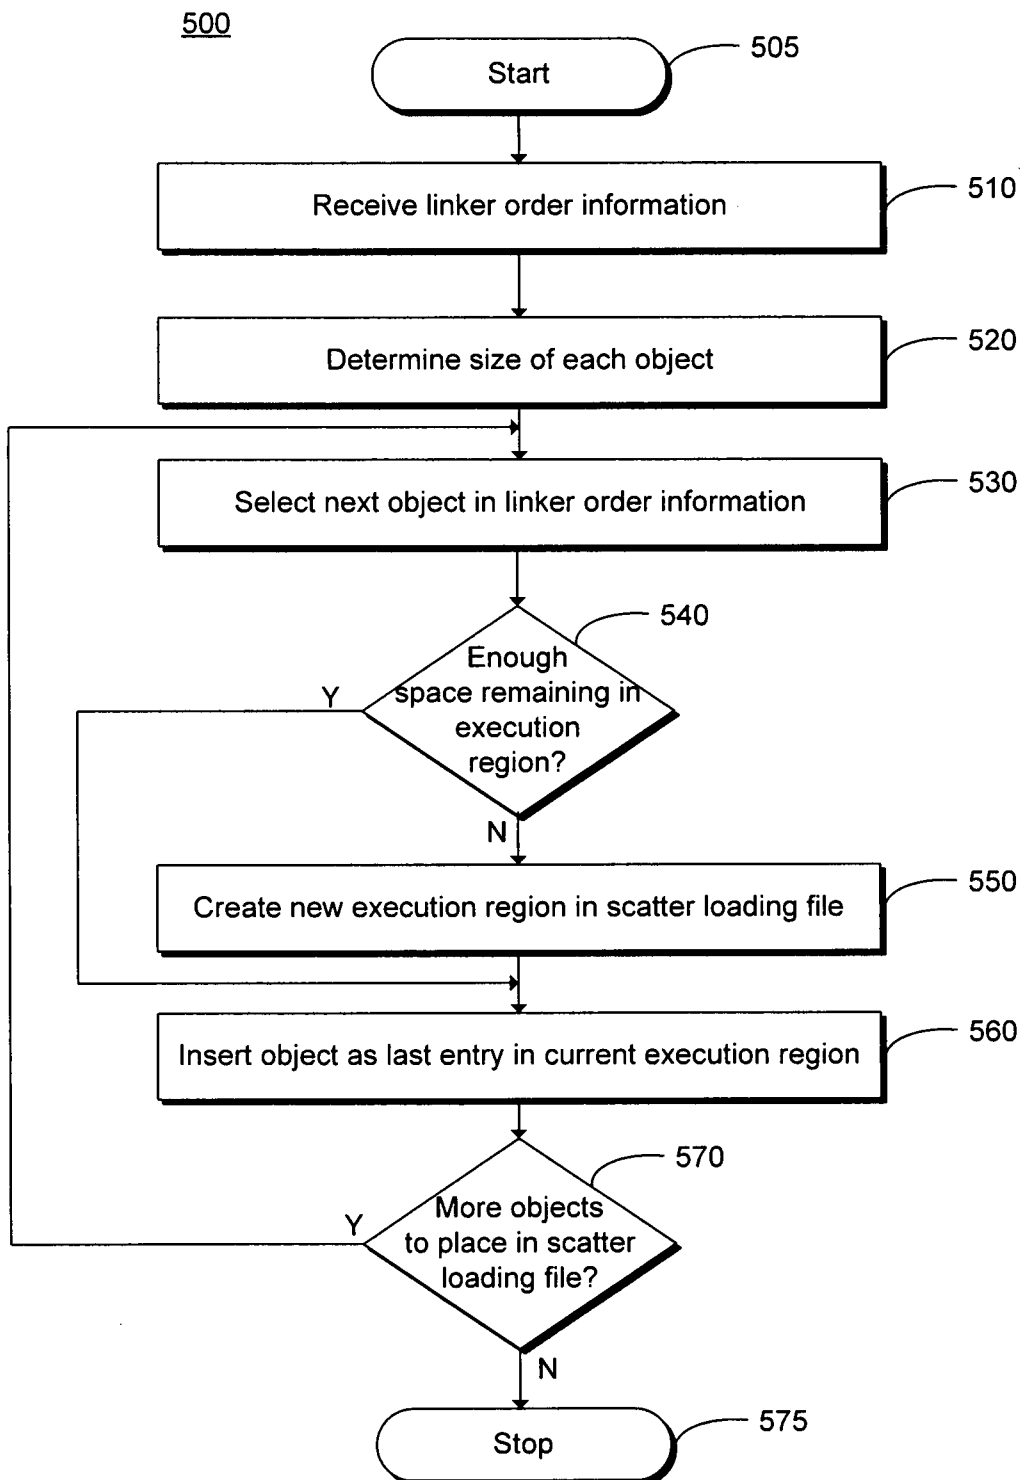 500
Start
505
Receive linker order information
510
Determine size of each object
520
Select next object in linker order information
530
540
Enough
space remaining in
execution
region?
Y
N
Create new execution region in scatter loading file
550
Insert object as last entry in current execution region
560
570
More objects
to place in scatter
loading file?
Y
N
Stop
575